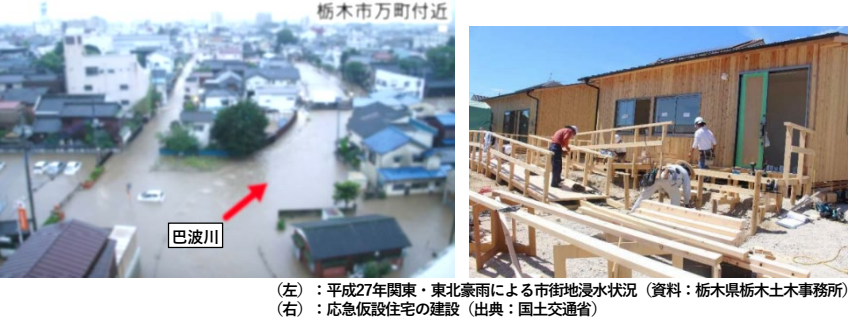 栃木市万町付近
巴波川
（左）：平成27年関東・東北豪雨による市街地浸水状況（資料：栃木県栃木土木事務所）
（右）：応急仮設住宅の建設（出典：国土交通省）